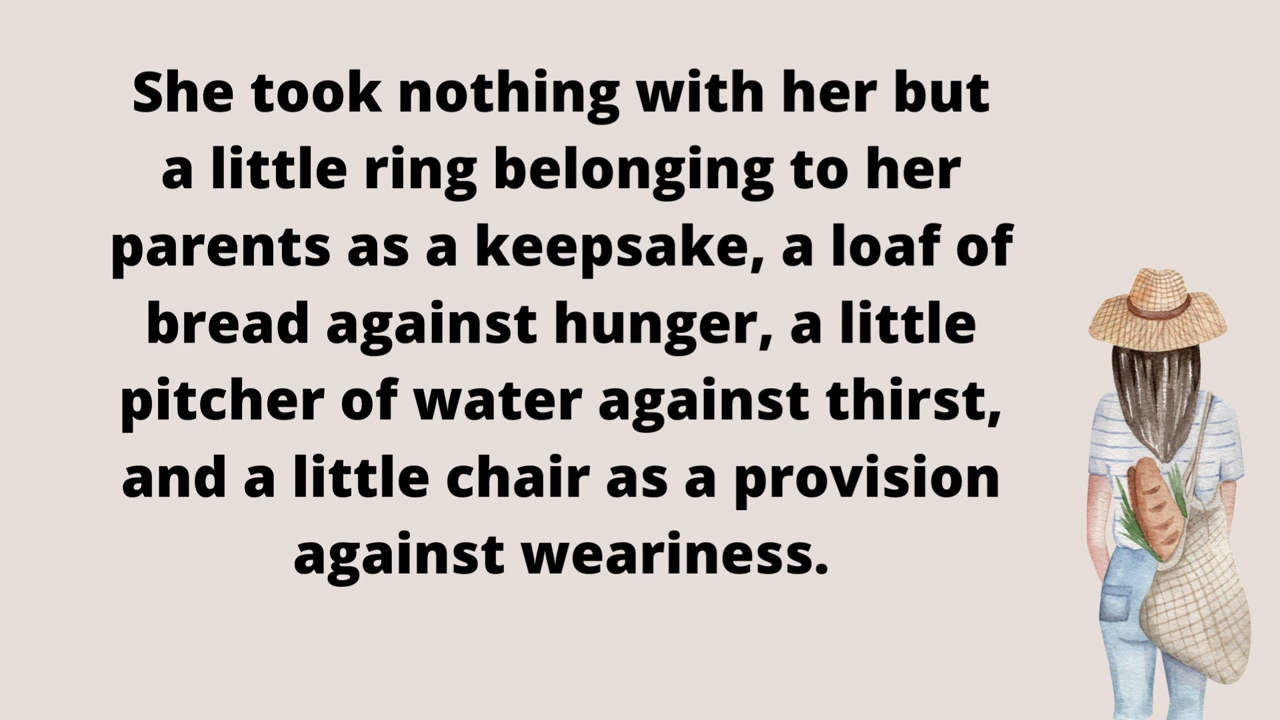 She took nothing with her but
a little ring belonging to her
parents as a keepsake, a loaf of
bread against hunger, a little
pitcher of water against thirst,
and a little chair as a provision
against weariness.